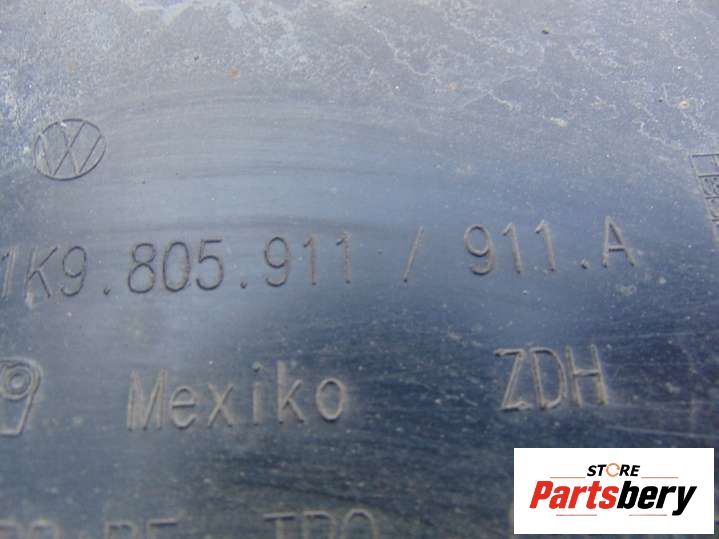 1K9.805.911 / 911.A
Mexiko ZDH
STORE
Partsbery